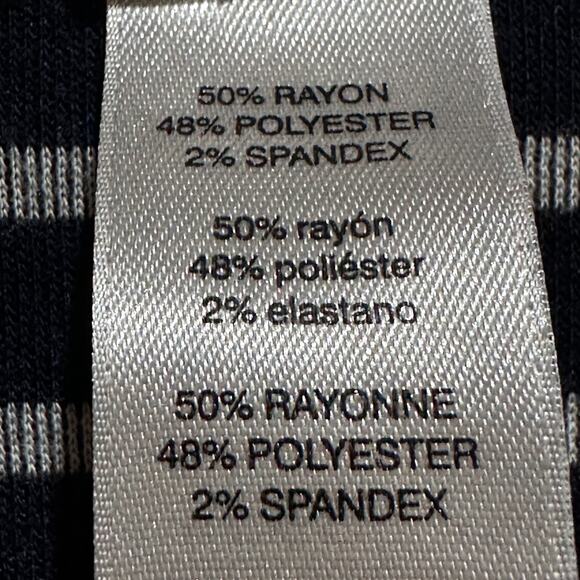 50% RAYON
48% POLYESTER
2% SPANDEX
50% rayón
48% poliéster
2% elastano
50% RAYONNE
48% POLYESTER
2% SPANDEX